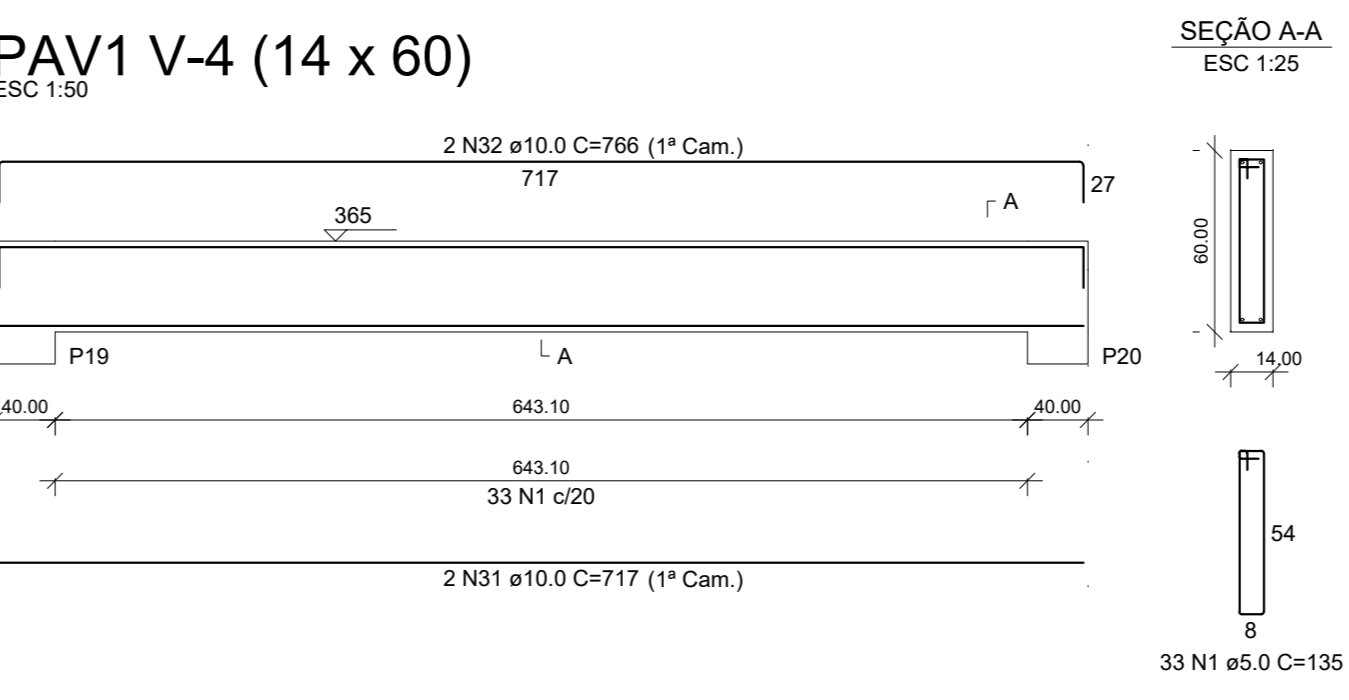 PAV1 V-4 (14 x 60)
ESC 1:50
SEÇÃO A-A
ESC 1:25
2 N32 ø10.0 C=766 (1ª Cam.)
717
27
A
365
60.00
P19
A
P20
14.00
40.00
643.10
40.00
643.10
33 N1 c/20
54
2 N31 ø10.0 C=717 (1ª Cam.)
8
33 N1 ø5.0 C=135